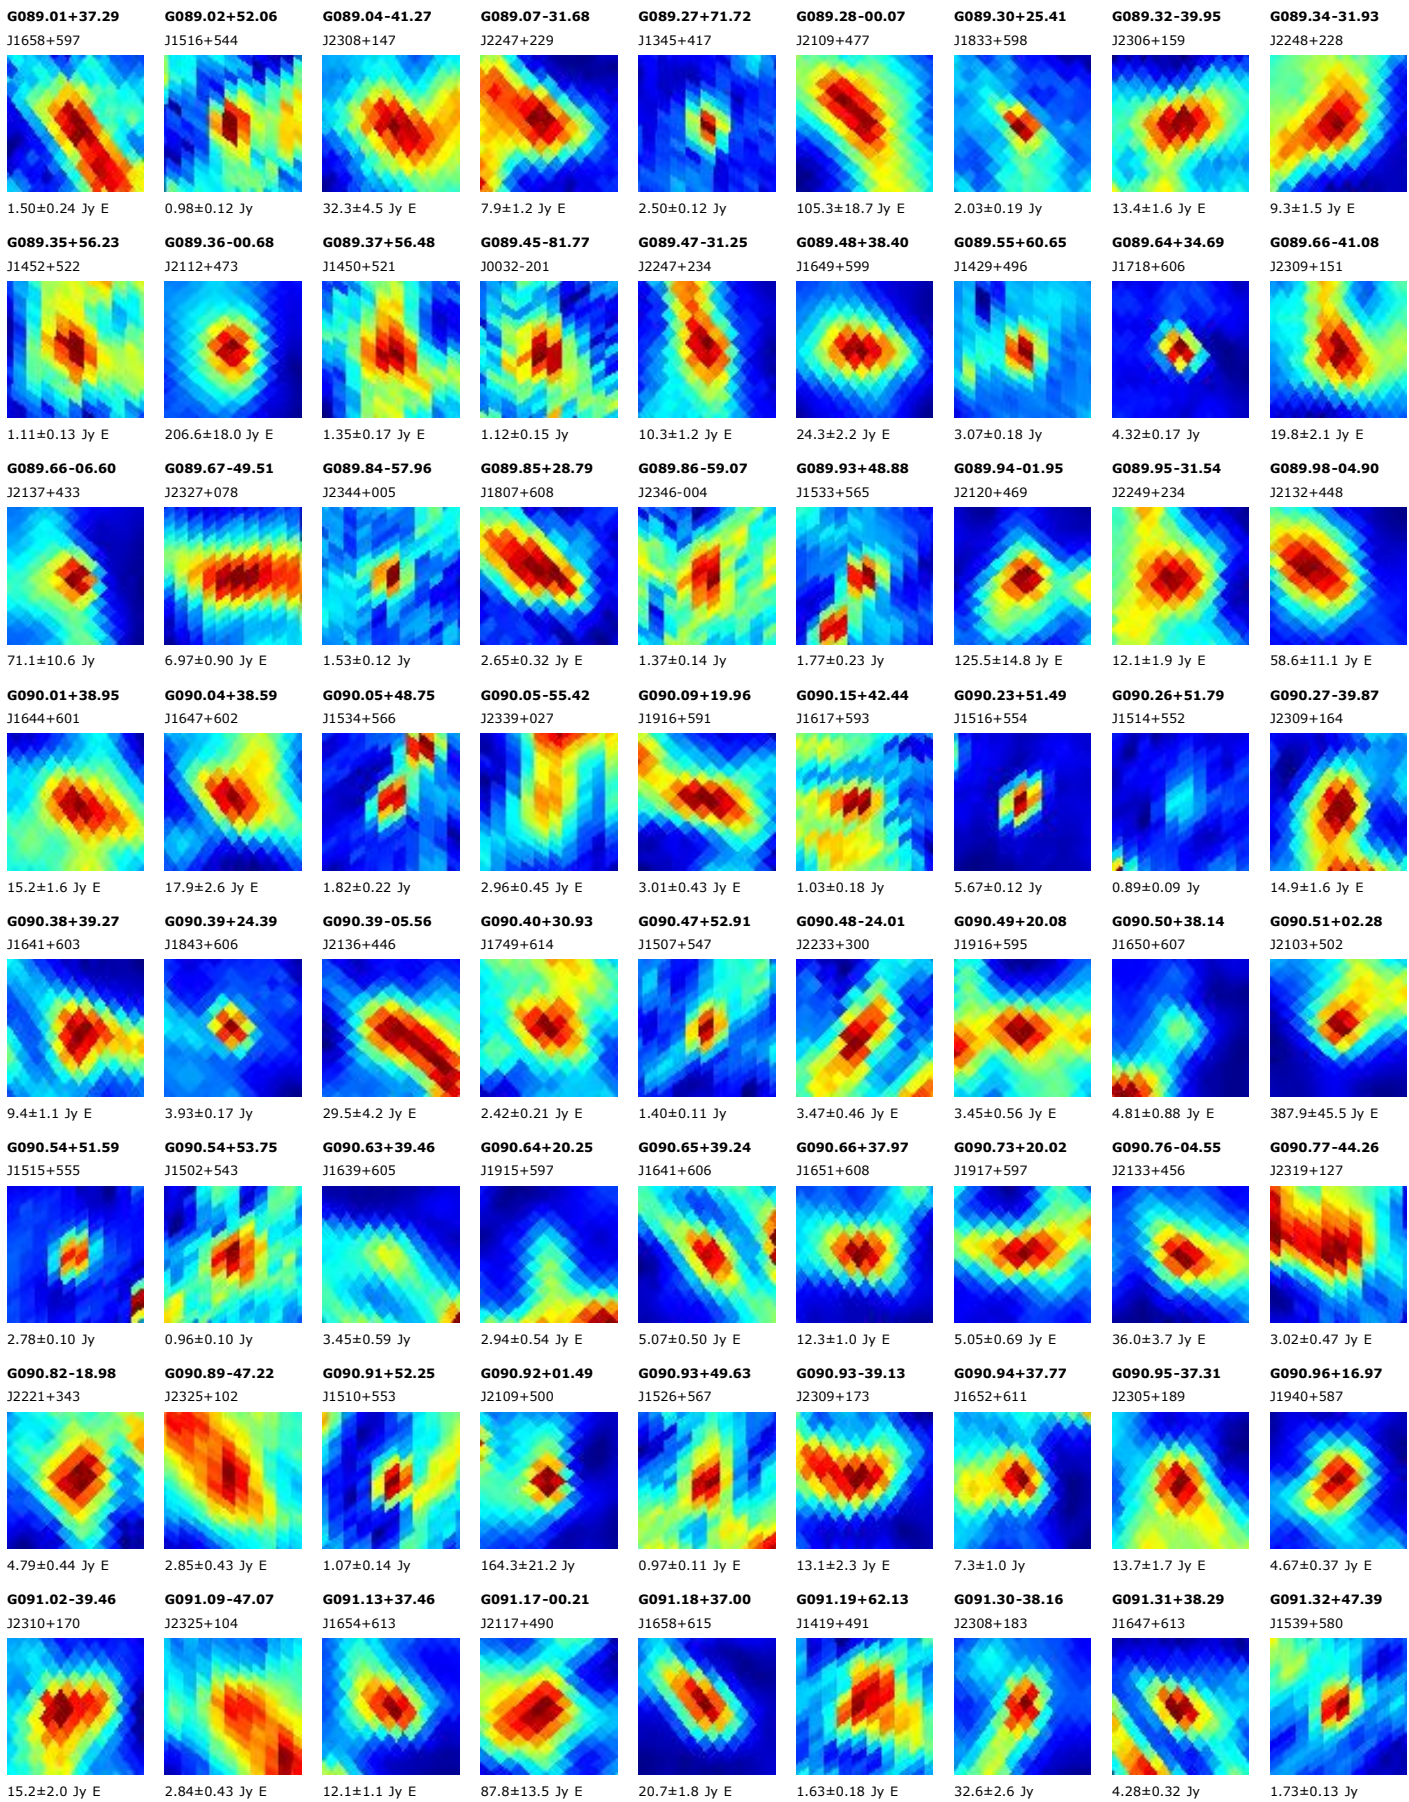 G089.01+37.29 G089.02+52.06 G089.04-41.27 G089.07-31.68 G089.27+71.72 G089.28-00.07 G089.30+25.41 G089.32-39.95 G089.34-31.93
J1658+597 J1516+544 J2308+147 J2247+229 J1345+417 J2109+477 J1833+598 J2306+159 J2248+228
1.50±0.24 Jy E 0.98±0.12 Jy 32.3±4.5 Jy E 7.9±1.2 Jy E 2.50±0.12 Jy 105.3±18.7 Jy E 2.03±0.19 Jy 13.4±1.6 Jy E 9.3±1.5 Jy E
G089.35+56.23 G089.36-00.68 G089.37+56.48 G089.45-81.77 G089.47-31.25 G089.48+38.40 G089.55+60.65 G089.64+34.69 G089.66-41.08
J1452+522 J2112+473 J1450+521 J0032-201 J2247+234 J1649+599 J1429+496 J1718+606 J2309+151
1.11±0.13 Jy E 206.6±18.0 Jy E 1.35±0.17 Jy E 1.12±0.15 Jy 10.3±1.2 Jy E 24.3±2.2 Jy E 3.07±0.18 Jy 4.32±0.17 Jy 19.8±2.1 Jy E
G089.66-06.60 G089.67-49.51 G089.84-57.96 G089.85+28.79 G089.86-59.07 G089.93+48.88 G089.94-01.95 G089.95-31.54 G089.98-04.90
J2137+433 J2327+078 J2344+005 J1807+608 J2346-004 J1533+565 J2120+469 J2249+234 J2132+448
71.1±10.6 Jy 6.97±0.90 Jy E 1.53±0.12 Jy 2.65±0.32 Jy E 1.37±0.14 Jy 1.77±0.23 Jy 125.5±14.8 Jy E 12.1±1.9 Jy E 58.6±11.1 Jy E
G090.01+38.95 G090.04+38.59 G090.05+48.75 G090.05-55.42 G090.09+19.96 G090.15+42.44 G090.23+51.49 G090.26+51.79 G090.27-39.87
J1644+601 J1647+602 J1534+566 J2339+027 J1916+591 J1617+593 J1516+554 J1514+552 J2309+164
15.2±1.6 Jy E 17.9±2.6 Jy E 1.82±0.22 Jy 2.96±0.45 Jy E 3.01±0.43 Jy E 1.03±0.18 Jy 5.67±0.12 Jy 0.89±0.09 Jy 14.9±1.6 Jy E
G090.38+39.27 G090.39+24.39 G090.39-05.56 G090.40+30.93 G090.47+52.91 G090.48-24.01 G090.49+20.08 G090.50+38.14 G090.51+02.28
J1641+603 J1843+606 J2136+446 J1749+614 J1507+547 J2233+300 J1916+595 J1650+607 J2103+502
9.4±1.1 Jy E 3.93±0.17 Jy 29.5±4.2 Jy E 2.42±0.21 Jy E 1.40±0.11 Jy 3.47±0.46 Jy E 3.45±0.56 Jy E 4.81±0.88 Jy E 387.9±45.5 Jy E
G090.54+51.59 G090.54+53.75 G090.63+39.46 G090.64+20.25 G090.65+39.24 G090.66+37.97 G090.73+20.02 G090.76-04.55 G090.77-44.26
J1515+555 J1502+543 J1639+605 J1915+597 J1641+606 J1651+608 J1917+597 J2133+456 J2319+127
2.78±0.10 Jy 0.96±0.10 Jy 3.45±0.59 Jy 2.94±0.54 Jy E 5.07±0.50 Jy E 12.3±1.0 Jy E 5.05±0.69 Jy E 36.0±3.7 Jy E 3.02±0.47 Jy E
G090.82-18.98 G090.89-47.22 G090.91+52.25 G090.92+01.49 G090.93+49.63 G090.93-39.13 G090.94+37.77 G090.95-37.31 G090.96+16.97
J2221+343 J2325+102 J1510+553 J2109+500 J1526+567 J2309+173 J1652+611 J2305+189 J1940+587
4.79±0.44 Jy E 2.85±0.43 Jy E 1.07±0.14 Jy 164.3±21.2 Jy 0.97±0.11 Jy E 13.1±2.3 Jy E 7.3±1.0 Jy 13.7±1.7 Jy E 4.67±0.37 Jy E
G091.02-39.46 G091.09-47.07 G091.13+37.46 G091.17-00.21 G091.18+37.00 G091.19+62.13 G091.30-38.16 G091.31+38.29 G091.32+47.39
J2310+170 J2325+104 J1654+613 J2117+490 J1658+615 J1419+491 J2308+183 J1647+613 J1539+580
15.2±2.0 Jy E 2.84±0.43 Jy E 12.1±1.1 Jy E 87.8±13.5 Jy E 20.7±1.8 Jy E 1.63±0.18 Jy E 32.6±2.6 Jy 4.28±0.32 Jy 1.73±0.13 Jy